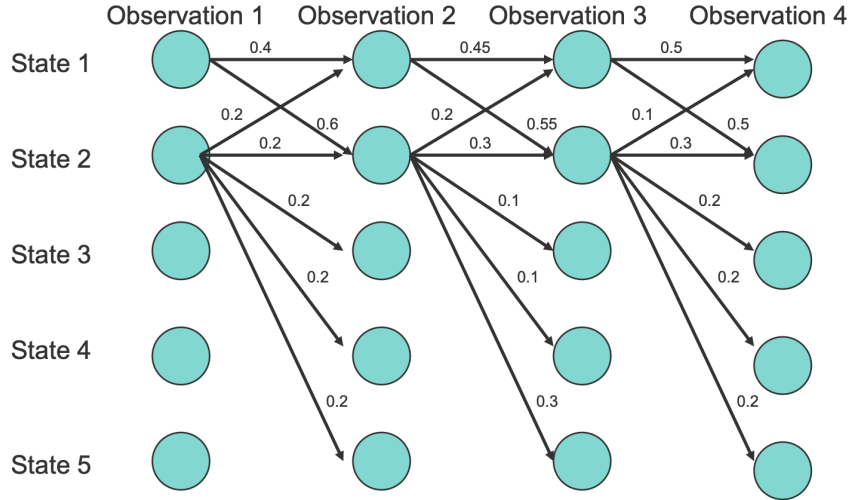 Observation 1 Observation 2 Observation 3 Observation 4
State 1
0.4 0.45 0.5
0.2 0.6 0.2 0.55 0.1 0.5
State 2
0.2 0.3 0.3
0.2 0.1 0.2
State 3
0.2 0.1 0.2
State 4
0.2 0.3 0.2
State 5